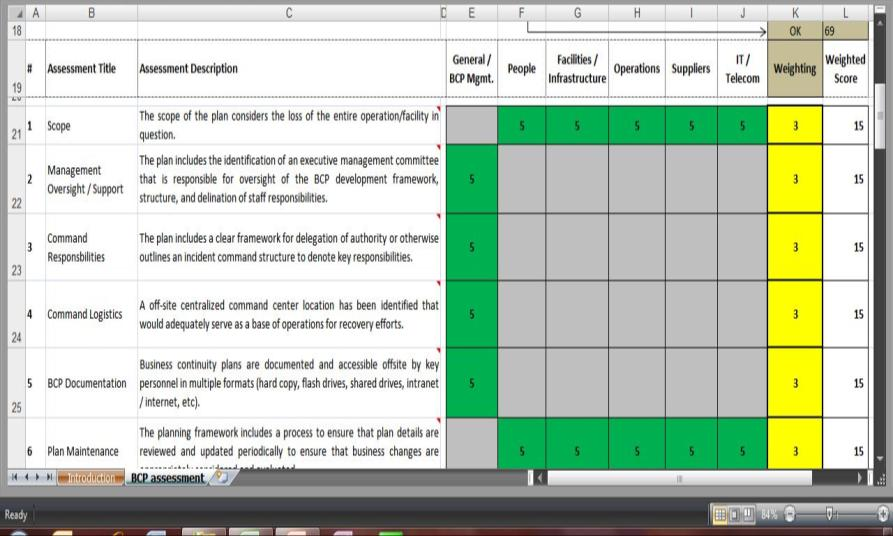 A B C D E F G H I J K L
18 OK 69
19 # Assessment Title Assessment Description General / BCP Mgmt. People Facilities / Infrastructure Operations Suppliers IT / Telecom Weighting Weighted Score
21 1 Scope The scope of the plan considers the loss of the entire operation/facility in
question. 5 5 5 5 5 3 15
22 2 Management
Oversight / Support The plan includes the identification of an executive management committee
that is responsible for oversight of the BCP development framework,
structure, and delination of staff responsibilities. 5 3 15
23 3 Command
Responsbilities The plan includes a clear framework for delegation of authority or otherwise
outlines an incident command structure to denote key responsibilities. 5 3 15
24 4 Command Logistics A off-site centralized command center location has been identified that
would adequately serve as a base of operations for recovery efforts. 5 3 15
25 5 BCP Documentation Business continuity plans are documented and accessible offsite by key
personnel in multiple formats (hard copy, flash drives, shared drives, intranet
/ internet, etc). 5 3 15
6 Plan Maintenance The planning framework includes a process to ensure that plan details are
reviewed and updated periodically to ensure that business changes are
5 5 5 5 5 3 15
Introduction BCP assessment
Ready 84%